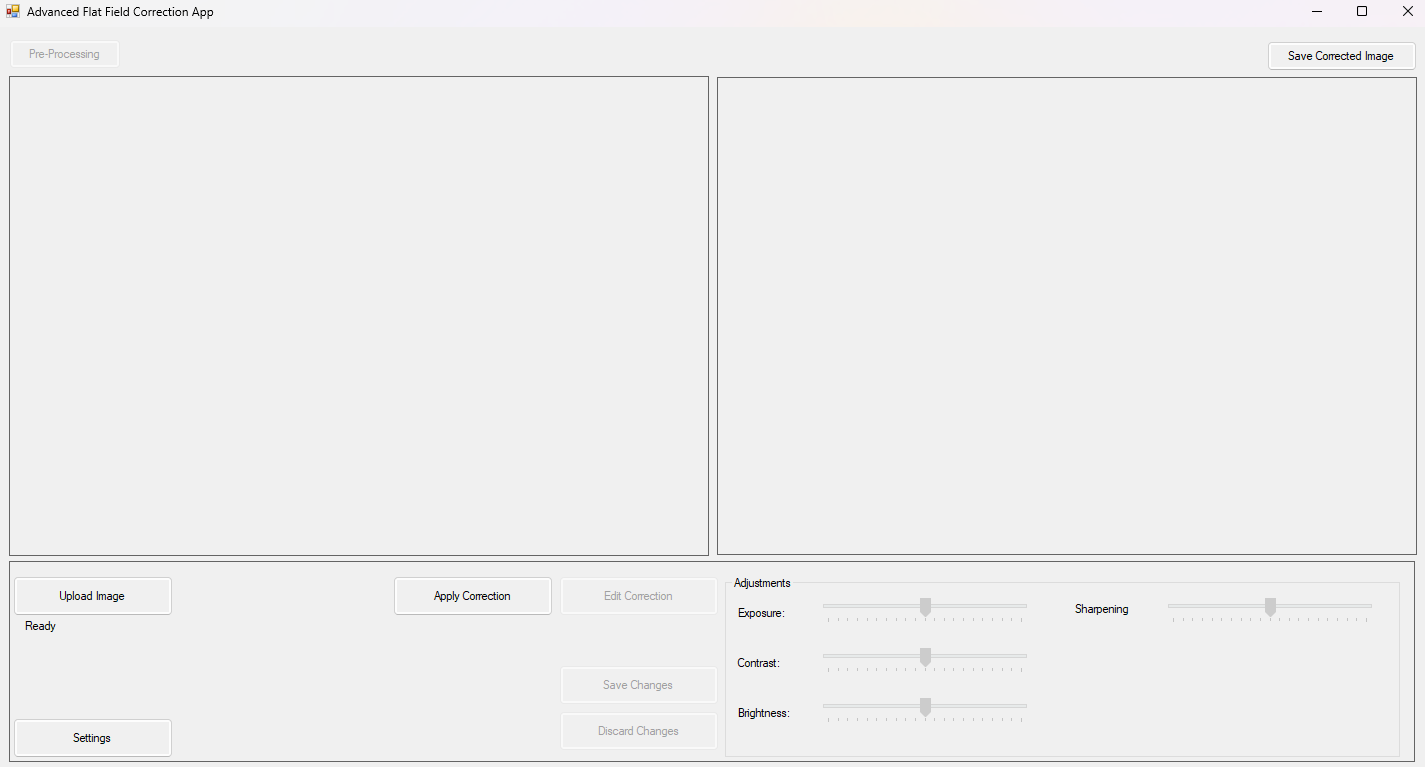 Advanced Flat Field Correction App
Pre-Processing
Save Corrected Image
Upload Image
Apply Correction
Edit Correction
Ready
Save Changes
Discard Changes
Settings
Adjustments
Exposure:
Sharpening
Contrast:
Brightness: